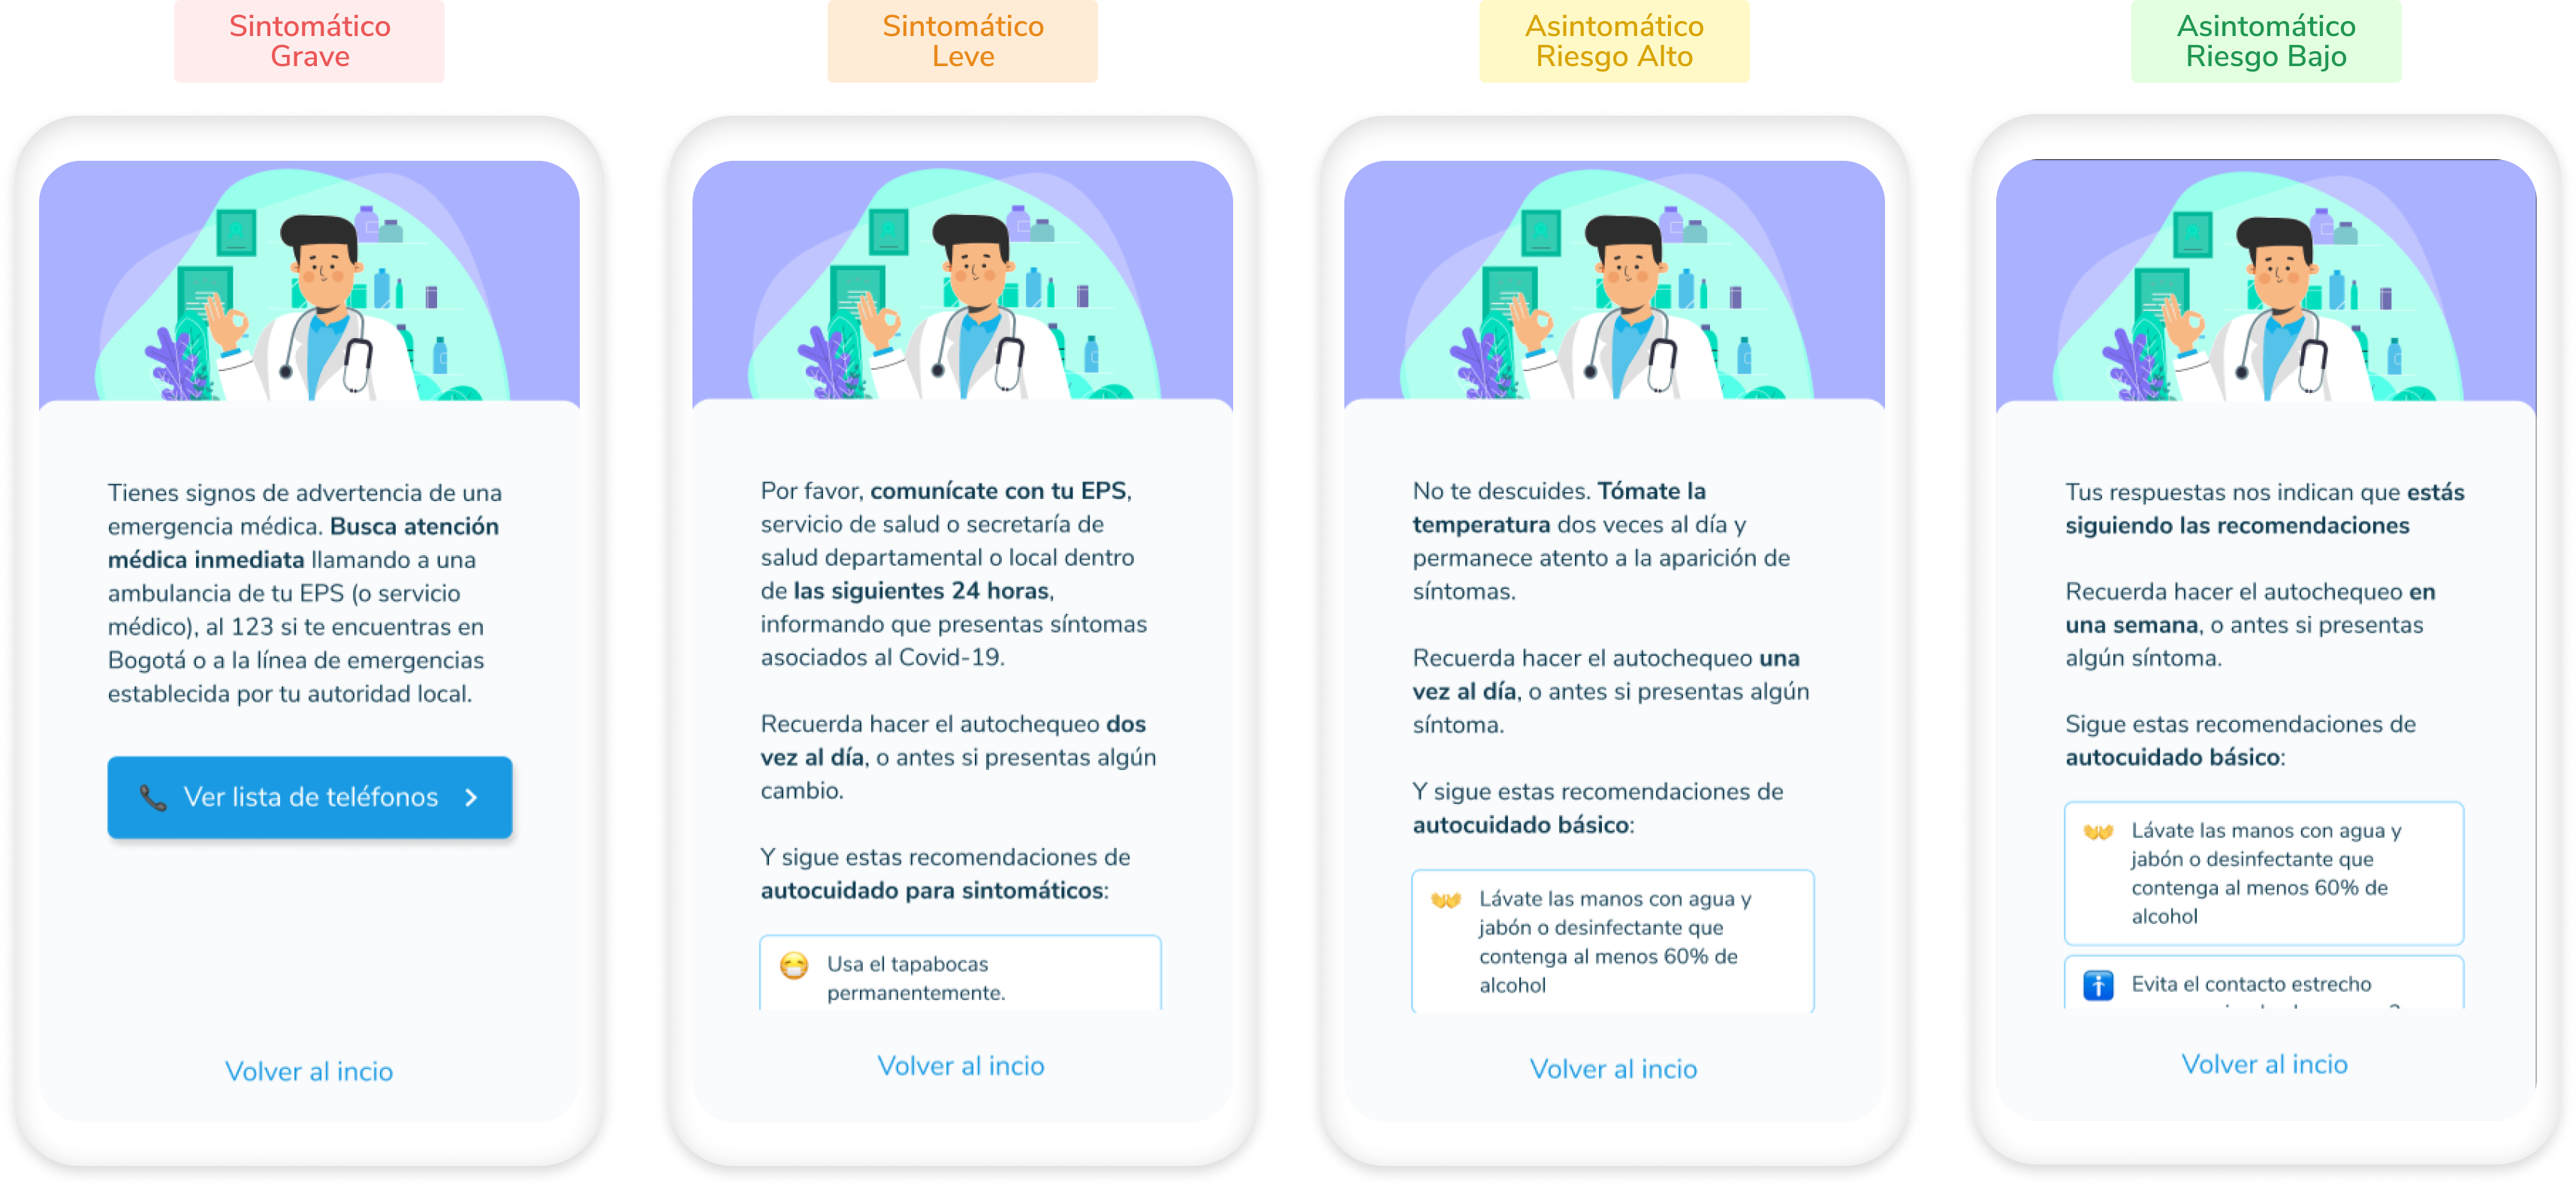 Sintomático
Grave
Tienes signos de advertencia de una
emergencia médica. Busca atención
médica inmediata llamando a una
ambulancia de tu EPS (o servicio
médico), al 123 si te encuentras en
Bogotá o a la línea de emergencias
establecida por tu autoridad local.
Ver lista de teléfonos
Volver al incio
Sintomático
Leve
Por favor, comunícate con tu EPS,
servicio de salud o secretaría de
salud departamental o local dentro
de las siguientes 24 horas,
informando que presentas síntomas
asociados al Covid-19.
Recuerda hacer el autochequeo dos
vez al día, o antes si presentas algún
cambio.
Y sigue estas recomendaciones de
autocuidado para sintomáticos:
Usa el tapabocas
permanentemente.
Volver al incio
Asintomático
Riesgo Alto
No te descuides. Tómate la
temperatura dos veces al día y
permanece atento a la aparición de
síntomas.
Recuerda hacer el autochequeo una
vez al día, o antes si presentas algún
síntoma.
Y sigue estas recomendaciones de
autocuidado básico:
Lávate las manos con agua y
jabón o desinfectante que
contenga al menos 60% de
alcohol
Volver al incio
Asintomático
Riesgo Bajo
Tus respuestas nos indican que estás
siguiendo las recomendaciones
Recuerda hacer el autochequeo en
una semana, o antes si presentas
algún síntoma.
Sigue estas recomendaciones de
autocuidado básico:
Lávate las manos con agua y
jabón o desinfectante que
contenga al menos 60% de
alcohol
Evita el contacto estrecho
Volver al incio